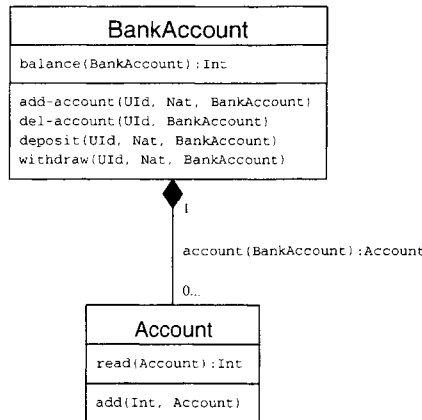 BankAccount
balance(BankAccount):Int
add-account(UId, Nat, BankAccount)
del-account(UId, BankAccount)
deposit(UId, Nat, BankAccount)
withdraw(UId, Nat, BankAccount)
1
account(BankAccount):Account
0...
Account
read(Account):Int
add(Int, Account)